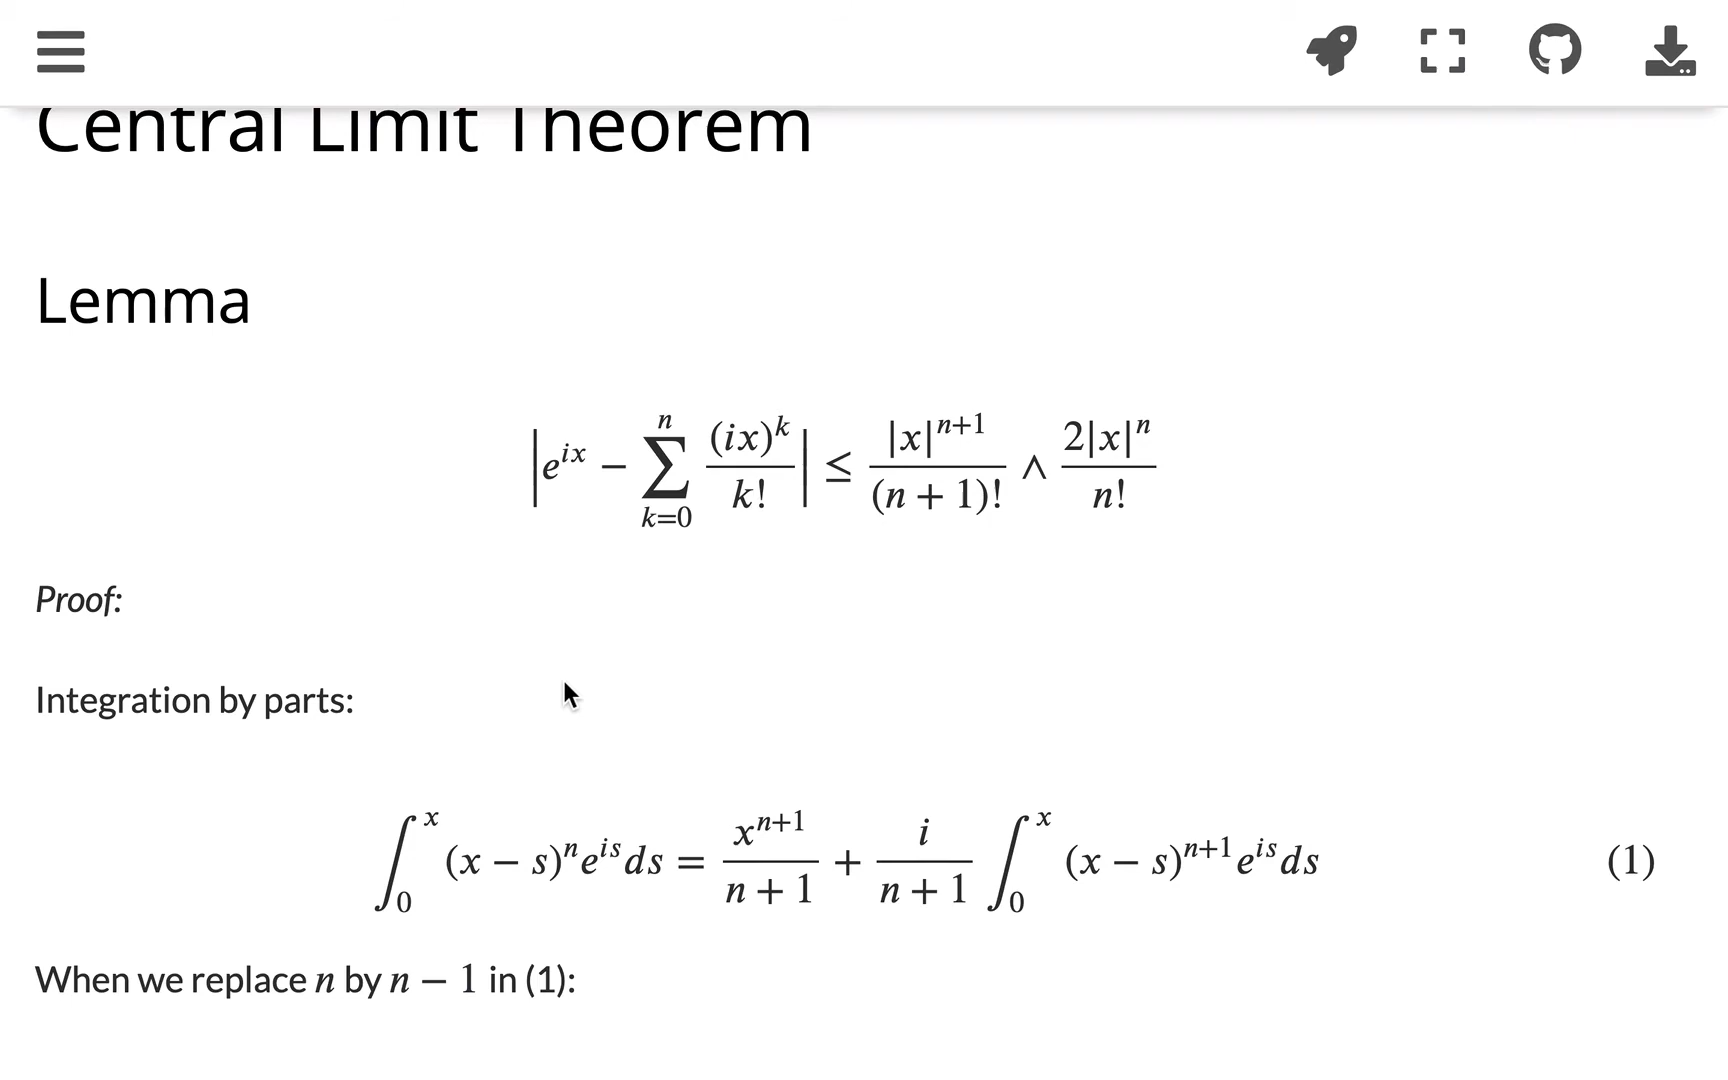 Central Limit Theorem
Lemma
|e^{ix} − ∑_{k=0}^{n} (ix)^k / k!| ≤ |x|^{n+1} / (n + 1)! ∧ 2|x|^n / n!
Proof:
Integration by parts:
∫_0^x (x − s)^n e^{is} ds = x^{n+1} / (n + 1) + i / (n + 1) ∫_0^x (x − s)^{n+1} e^{is} ds (1)
When we replace n by n − 1 in (1):